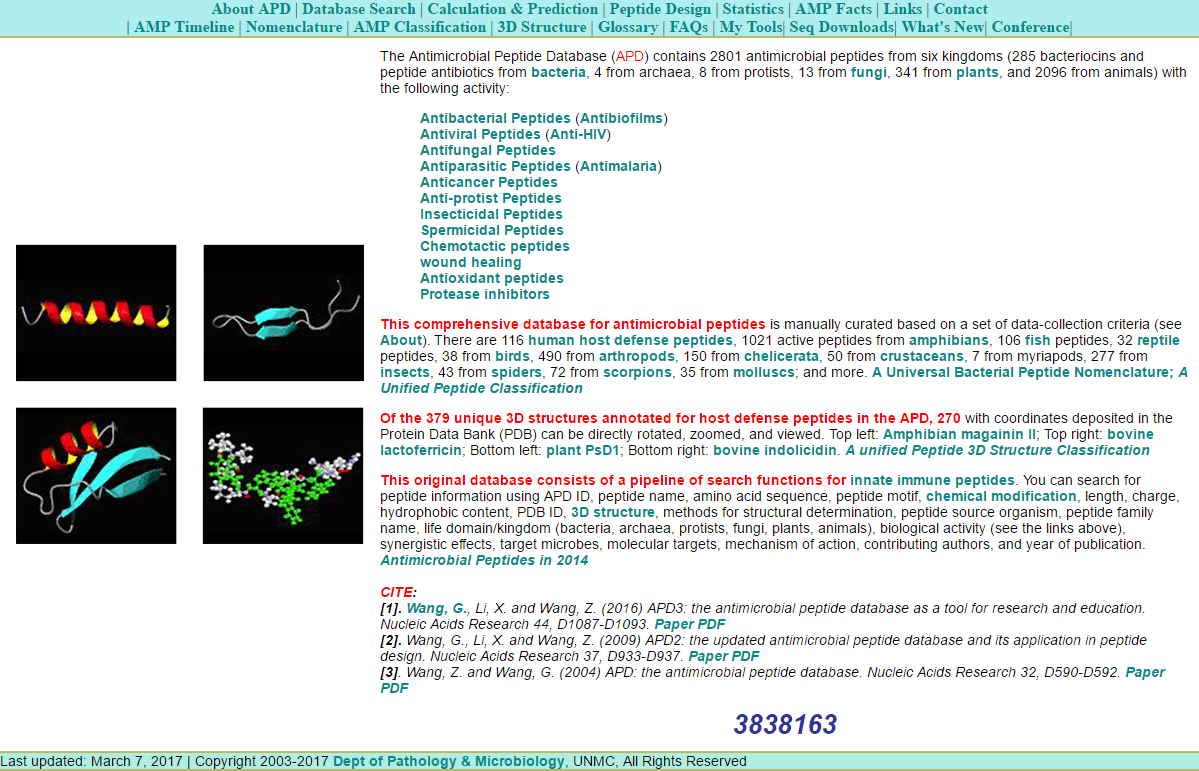 About APD | Database Search | Calculation & Prediction | Peptide Design | Statistics | AMP Facts | Links | Contact
| AMP Timeline | Nomenclature | AMP Classification | 3D Structure | Glossary | FAQs | My Tools| Seq Downloads| What's New| Conference|
The Antimicrobial Peptide Database (APD) contains 2801 antimicrobial peptides from six kingdoms (285 bacteriocins and
peptide antibiotics from bacteria, 4 from archaea, 8 from protists, 13 from fungi, 341 from plants, and 2096 from animals) with
the following activity:
Antibacterial Peptides (Antibiofilms)
Antiviral Peptides (Anti-HIV)
Antifungal Peptides
Antiparasitic Peptides (Antimalaria)
Anticancer Peptides
Anti-protist Peptides
Insecticidal Peptides
Spermicidal Peptides
Chemotactic peptides
wound healing
Antioxidant peptides
Protease inhibitors
This comprehensive database for antimicrobial peptides is manually curated based on a set of data-collection criteria (see
About). There are 116 human host defense peptides, 1021 active peptides from amphibians, 106 fish peptides, 32 reptile
peptides, 38 from birds, 490 from arthropods, 150 from chelicerata, 50 from crustaceans, 7 from myriapods, 277 from
insects, 43 from spiders, 72 from scorpions, 35 from molluscs; and more. A Universal Bacterial Peptide Nomenclature; A
Unified Peptide Classification
Of the 379 unique 3D structures annotated for host defense peptides in the APD, 270 with coordinates deposited in the
Protein Data Bank (PDB) can be directly rotated, zoomed, and viewed. Top left: Amphibian magainin II; Top right: bovine
lactoferricin; Bottom left: plant PsD1; Bottom right: bovine indolicidin. A unified Peptide 3D Structure Classification
This original database consists of a pipeline of search functions for innate immune peptides. You can search for
peptide information using APD ID, peptide name, amino acid sequence, peptide motif, chemical modification, length, charge,
hydrophobic content, PDB ID, 3D structure, methods for structural determination, peptide source organism, peptide family
name, life domain/kingdom (bacteria, archaea, protists, fungi, plants, animals), biological activity (see the links above),
synergistic effects, target microbes, molecular targets, mechanism of action, contributing authors, and year of publication.
Antimicrobial Peptides in 2014
CITE:
[1]. Wang, G., Li, X. and Wang, Z. (2016) APD3: the antimicrobial peptide database as a tool for research and education.
Nucleic Acids Research 44, D1087-D1093. Paper PDF
[2]. Wang, G., Li, X. and Wang, Z. (2009) APD2: the updated antimicrobial peptide database and its application in peptide
design. Nucleic Acids Research 37, D933-D937. Paper PDF
[3]. Wang, Z. and Wang, G. (2004) APD: the antimicrobial peptide database. Nucleic Acids Research 32, D590-D592. Paper
PDF
3838163
Last updated: March 7, 2017 | Copyright 2003-2017 Dept of Pathology & Microbiology, UNMC, All Rights Reserved